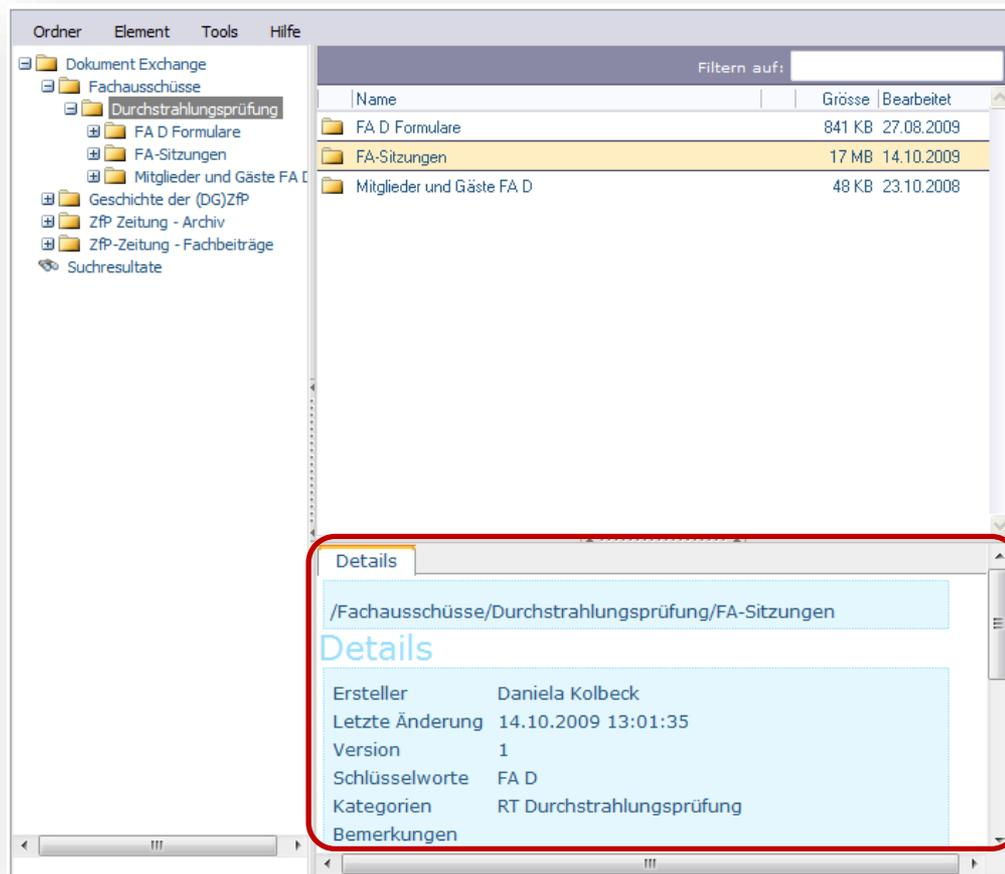 Ordner Element Tools Hilfe
Dokument Exchange
Fachausschüsse
Durchstrahlungsprüfung
FA D Formulare
FA-Sitzungen
Mitglieder und Gäste FA
Geschichte der (DG)ZfP
ZfP Zeitung - Archiv
ZfP-Zeitung - Fachbeiträge
Suchresultate
Filtern auf:
Name Grösse Bearbeitet
FA D Formulare 841 KB 27.08.2009
FA-Sitzungen 17 MB 14.10.2009
Mitglieder und Gäste FA D 48 KB 23.10.2008
Details
/Fachausschüsse/Durchstrahlungsprüfung/FA-Sitzungen
Details
Ersteller Daniela Kolbeck
Letzte Änderung 14.10.2009 13:01:35
Version 1
Schlüsselworte FA D
Kategorien RT Durchstrahlungsprüfung
Bemerkungen